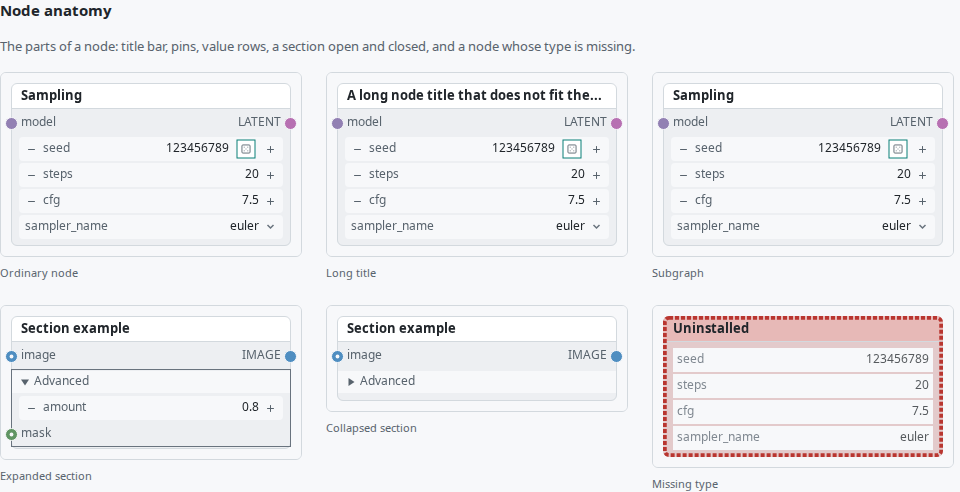 Node anatomy
The parts of a node: title bar, pins, value rows, a section open and closed, and a node whose type is missing.
Sampling
model LATENT
− seed 123456789 +
− steps 20 +
− cfg 7.5 +
sampler_name euler
Ordinary node
A long node title that does not fit the...
model LATENT
− seed 123456789 +
− steps 20 +
− cfg 7.5 +
sampler_name euler
Long title
Sampling
model LATENT
− seed 123456789 +
− steps 20 +
− cfg 7.5 +
sampler_name euler
Subgraph
Section example
image IMAGE
Advanced
− amount 0.8 +
mask
Expanded section
Section example
image IMAGE
Advanced
Collapsed section
Uninstalled
seed 123456789
steps 20
cfg 7.5
sampler_name euler
Missing type